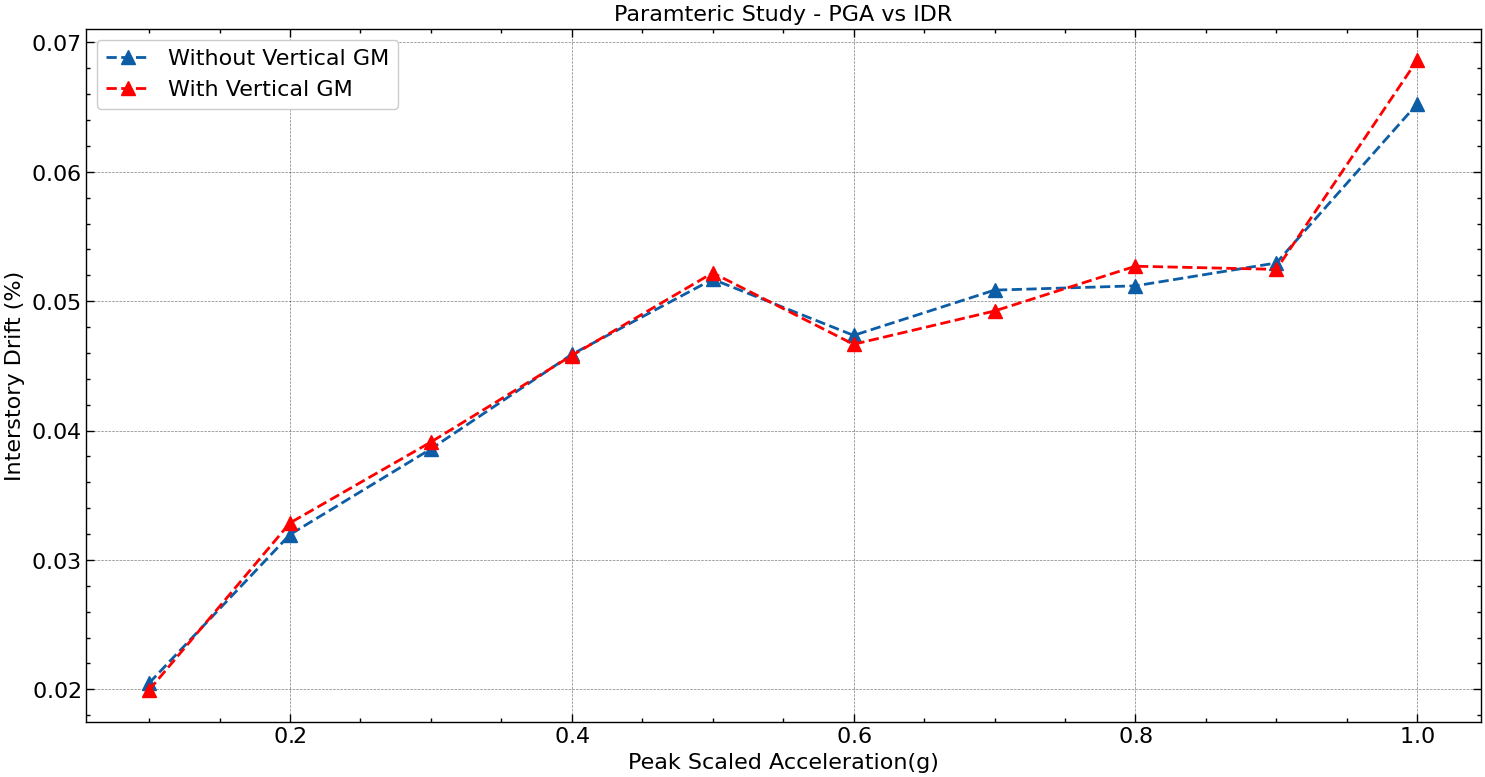 Paramteric Study - PGA vs IDR
Without Vertical GM
With Vertical GM
0.07
0.06
0.05
0.04
0.03
0.02
Interstory Drift (%)
0.2 0.4 0.6 0.8 1.0
Peak Scaled Acceleration(g)